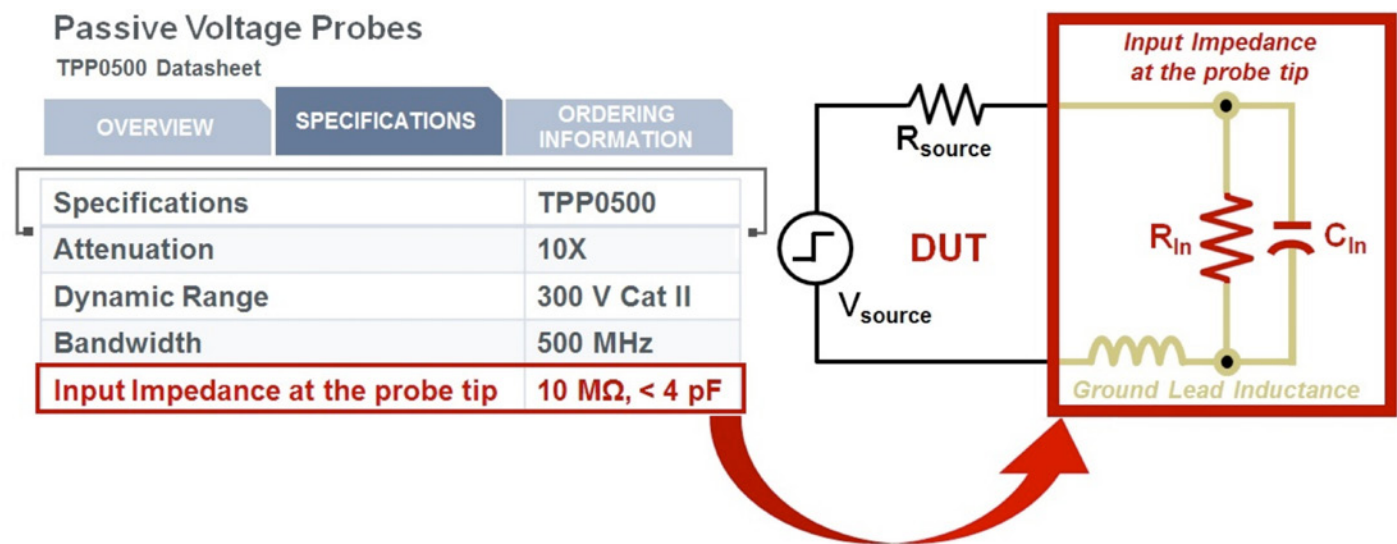 Passive Voltage Probes
TPP0500 Datasheet
OVERVIEW
SPECIFICATIONS
ORDERING
INFORMATION
Specifications TPP0500
Attenuation 10X
Dynamic Range 300 V Cat II
Bandwidth 500 MHz
Input Impedance at the probe tip 10 MΩ, < 4 pF
Input Impedance
at the probe tip
Rsource
DUT
Vsource
RIn
CIn
Ground Lead Inductance